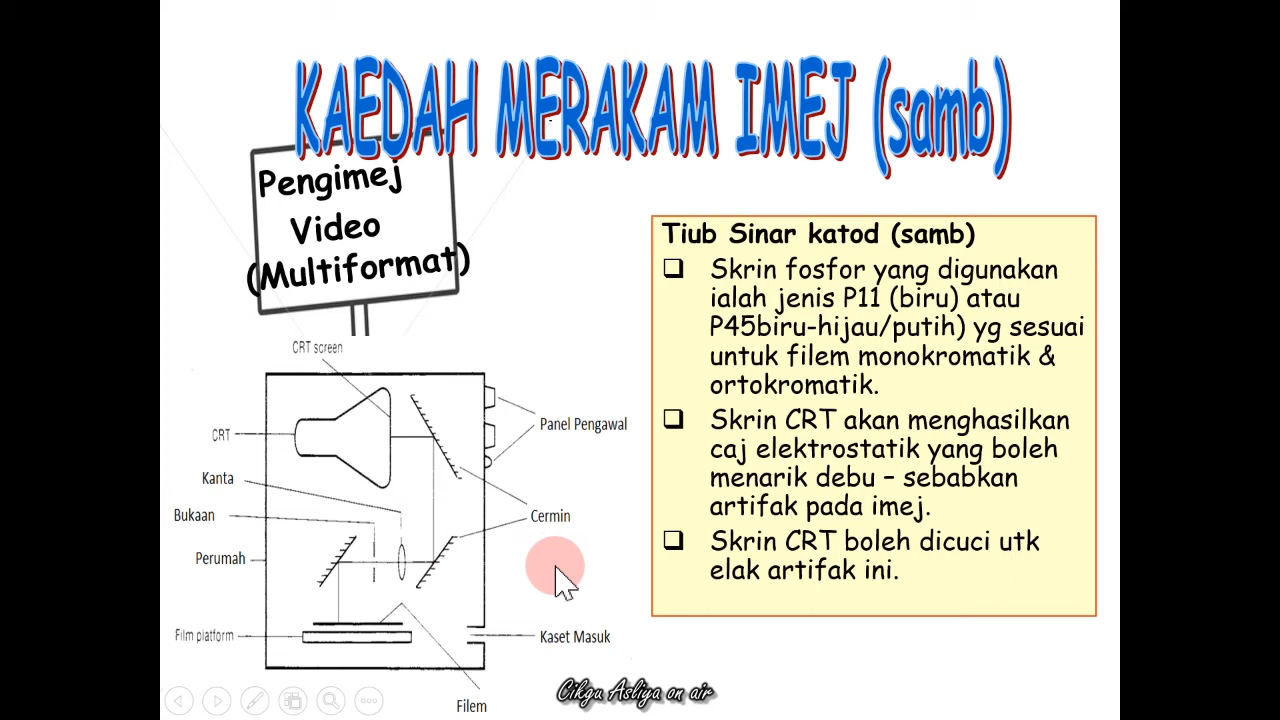 KAEDAH MERAKAM IMEJ (samb)
Pengimej
Video
(Multiformat)
Tiub Sinar katod (samb)
Skrin fosfor yang digunakan
ialah jenis P11 (biru) atau
P45biru-hijau/putih) yg sesuai
untuk filem monokromatik &
ortokromatik.
Skrin CRT akan menghasilkan
caj elektrostatik yang boleh
menarik debu – sebabkan
artifak pada imej.
Skrin CRT boleh dicuci utk
elak artifak ini.
CRT screen
CRT
Panel Pengawal
Kanta
Bukaan
Cermin
Perumah
Film platform
Kaset Masuk
Filem
Cikgu Asliya on air